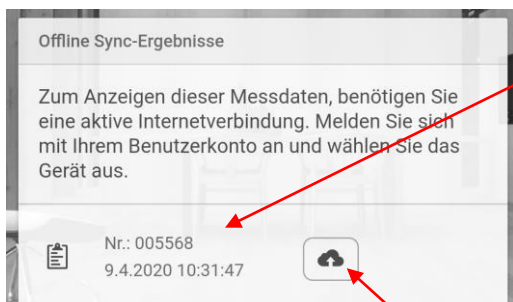 Offline Sync-Ergebnisse
Zum Anzeigen dieser Messdaten, benötigen Sie
eine aktive Internetverbindung. Melden Sie sich
mit Ihrem Benutzerkonto an und wählen Sie das
Gerät aus.
Nr.: 005568
9.4.2020 10:31:47